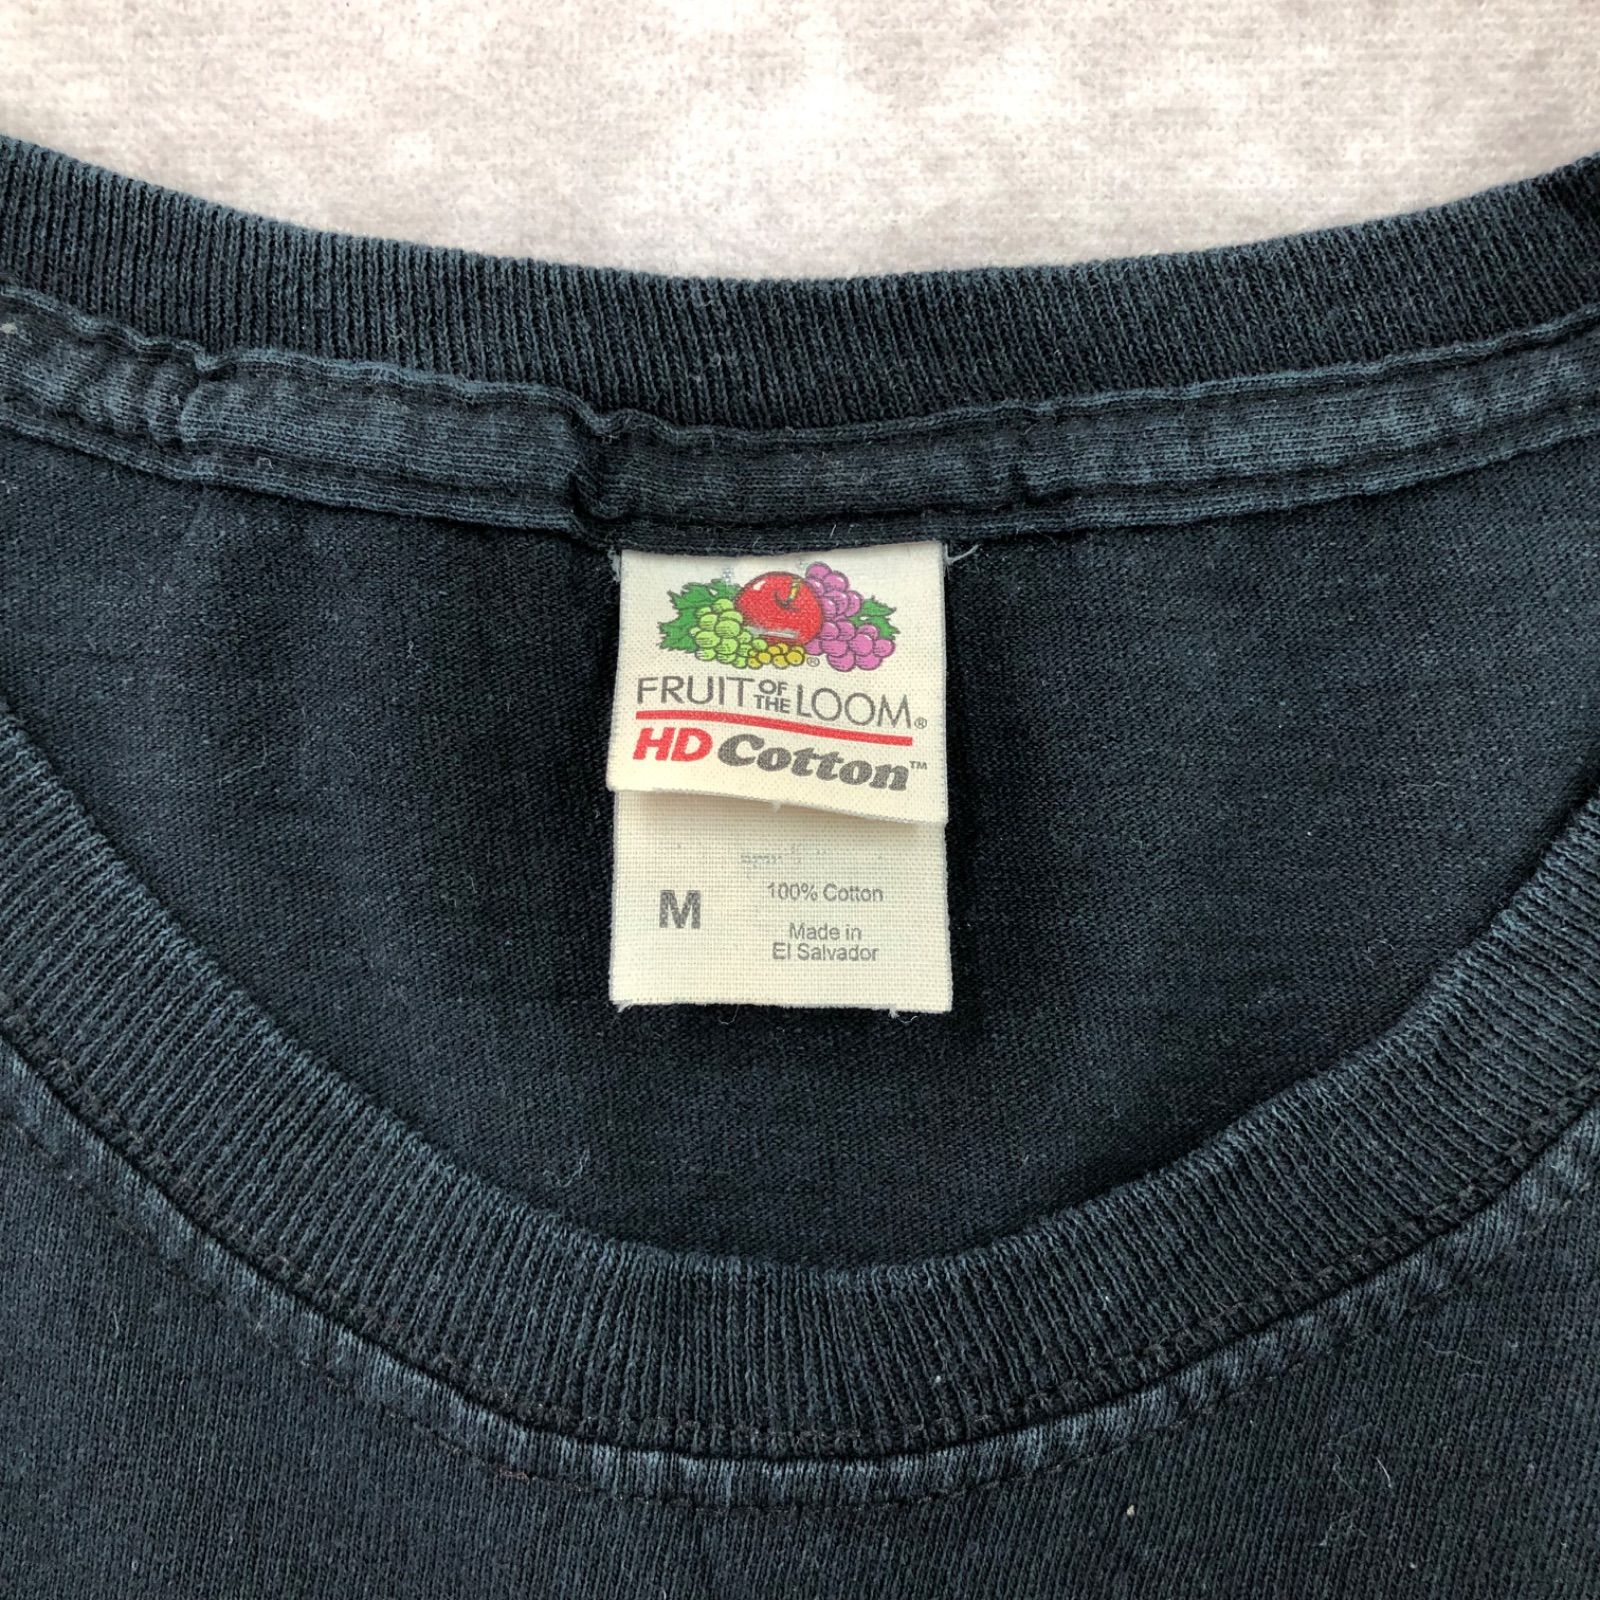 FRUIT OF THE LOOM®
HD Cotton™
M
100% Cotton
Made in
El Salvador